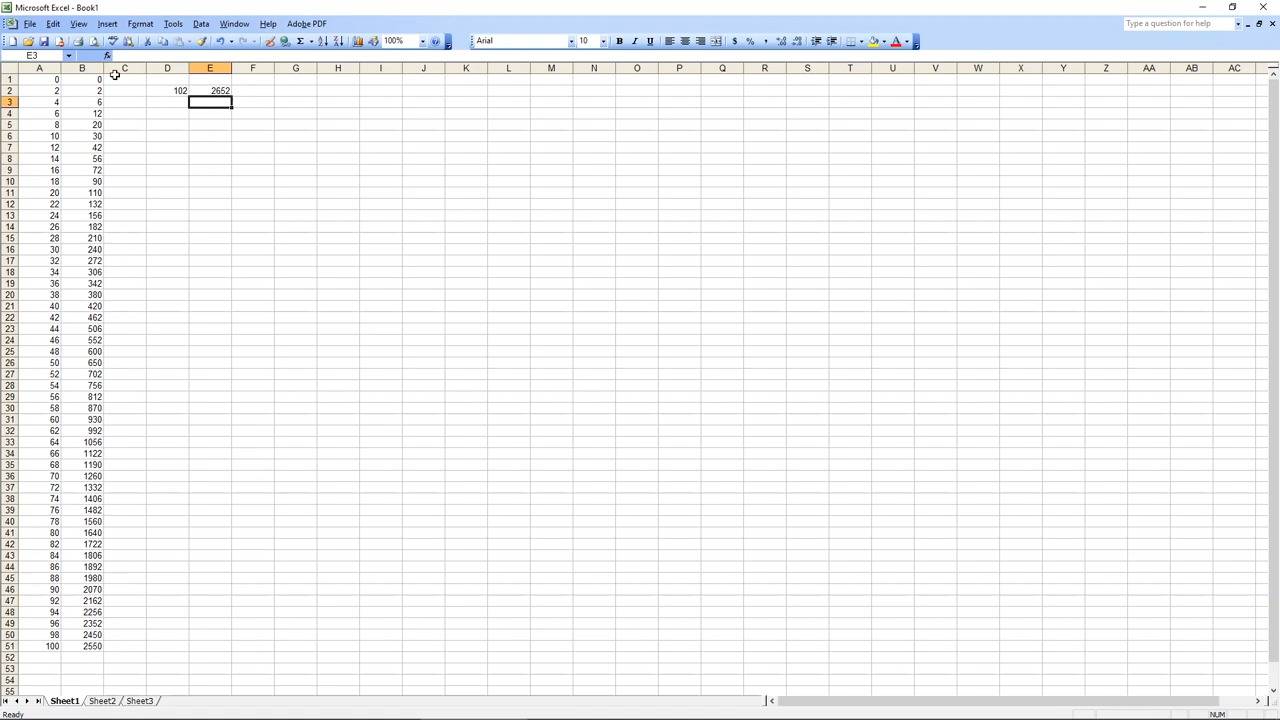 Microsoft Excel - Book1
File Edit View Insert Format Tools Data Window Help Adobe PDF
Type a question for help
100% Arial 10 B I U $ % ,
E3 fx
A B C D E F G H I J K L M N O P Q R S T U V W X Y Z AA AB AC
1 0 0
2 2 2 102 2652
3 4 6
4 6 12
5 8 20
6 10 30
7 12 42
8 14 56
9 16 72
10 18 90
11 20 110
12 22 132
13 24 156
14 26 182
15 28 210
16 30 240
17 32 272
18 34 306
19 36 342
20 38 380
21 40 420
22 42 462
23 44 506
24 46 552
25 48 600
26 50 650
27 52 702
28 54 756
29 56 812
30 58 870
31 60 930
32 62 992
33 64 1056
34 66 1122
35 68 1190
36 70 1260
37 72 1332
38 74 1406
39 76 1482
40 78 1560
41 80 1640
42 82 1722
43 84 1806
44 86 1892
45 88 1980
46 90 2070
47 92 2162
48 94 2256
49 96 2352
50 98 2450
51 100 2550
52
53
54
55
Sheet1 Sheet2 Sheet3
Ready NUM